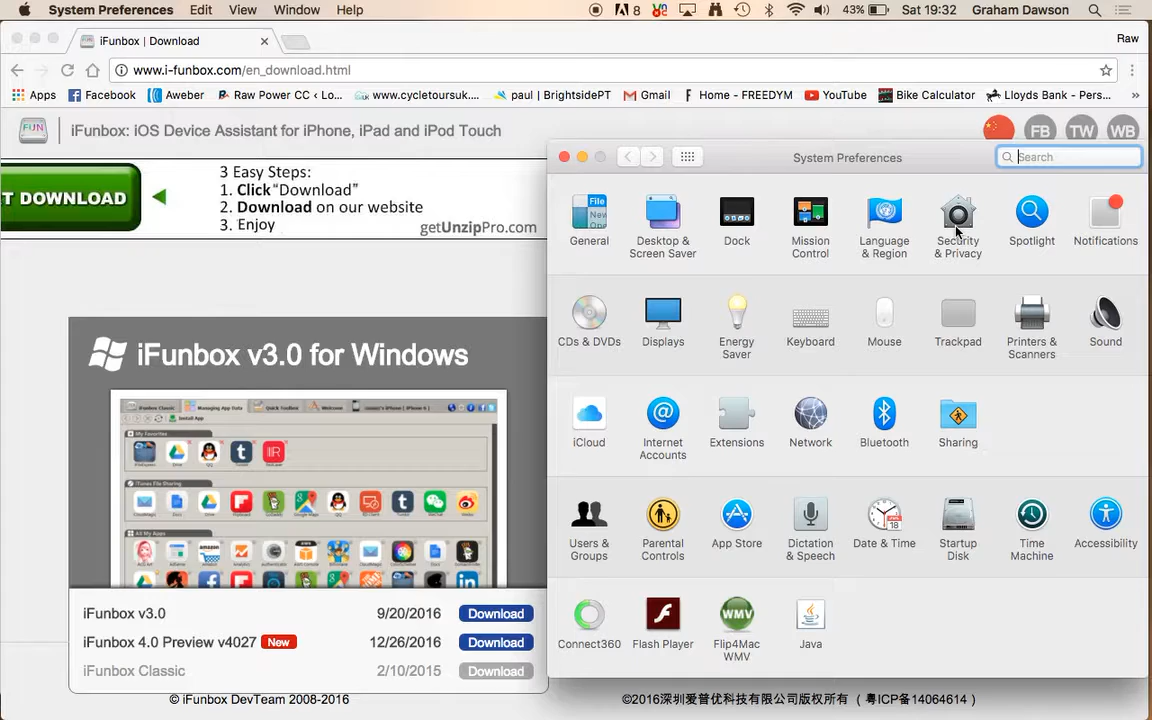 System Preferences Edit View Window Help 8 43% Sat 19:32 Graham Dawson
iFunbox | Download
Raw
www.i-funbox.com/en_download.html
Apps Facebook Aweber Raw Power CC ‹ Lo... www.cycletoursuk.... paul | BrightsidePT Gmail Home - FREEDYM YouTube Bike Calculator Lloyds Bank - Pers... »
iFunbox: iOS Device Assistant for iPhone, iPad and iPod Touch
FB TW WB
T DOWNLOAD
3 Easy Steps:
1. Click “Download”
2. Download on our website
3. Enjoy
getUnzipPro.com
iFunbox v3.0 for Windows
iFunbox v3.0 9/20/2016 Download
iFunbox 4.0 Preview v4027 New 12/26/2016 Download
iFunbox Classic 2/10/2015 Download
© iFunbox DevTeam 2008-2016
©2016深圳爱普优科技有限公司版权所有 （ 粤ICP备14064614 ）
System Preferences
Search
General
Desktop &
Screen Saver
Dock
Mission
Control
Language
& Region
Security
& Privacy
Spotlight
Notifications
CDs & DVDs
Displays
Energy
Saver
Keyboard
Mouse
Trackpad
Printers &
Scanners
Sound
iCloud
Internet
Accounts
Extensions
Network
Bluetooth
Sharing
Users &
Groups
Parental
Controls
App Store
Dictation
& Speech
Date & Time
Startup
Disk
Time
Machine
Accessibility
Connect360
Flash Player
WMV
Flip4Mac
WMV
Java